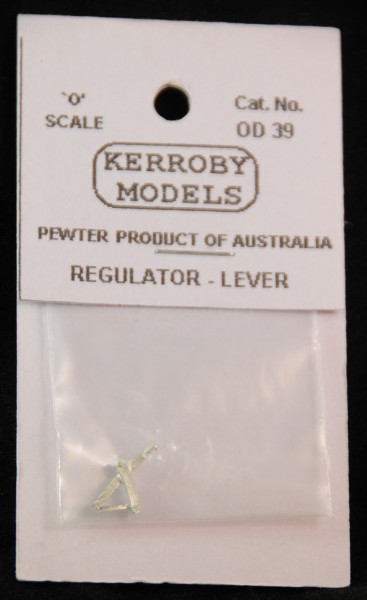 `O'
SCALE
Cat. No.
OD 39
KERROBY
MODELS
PEWTER PRODUCT OF AUSTRALIA
REGULATOR - LEVER